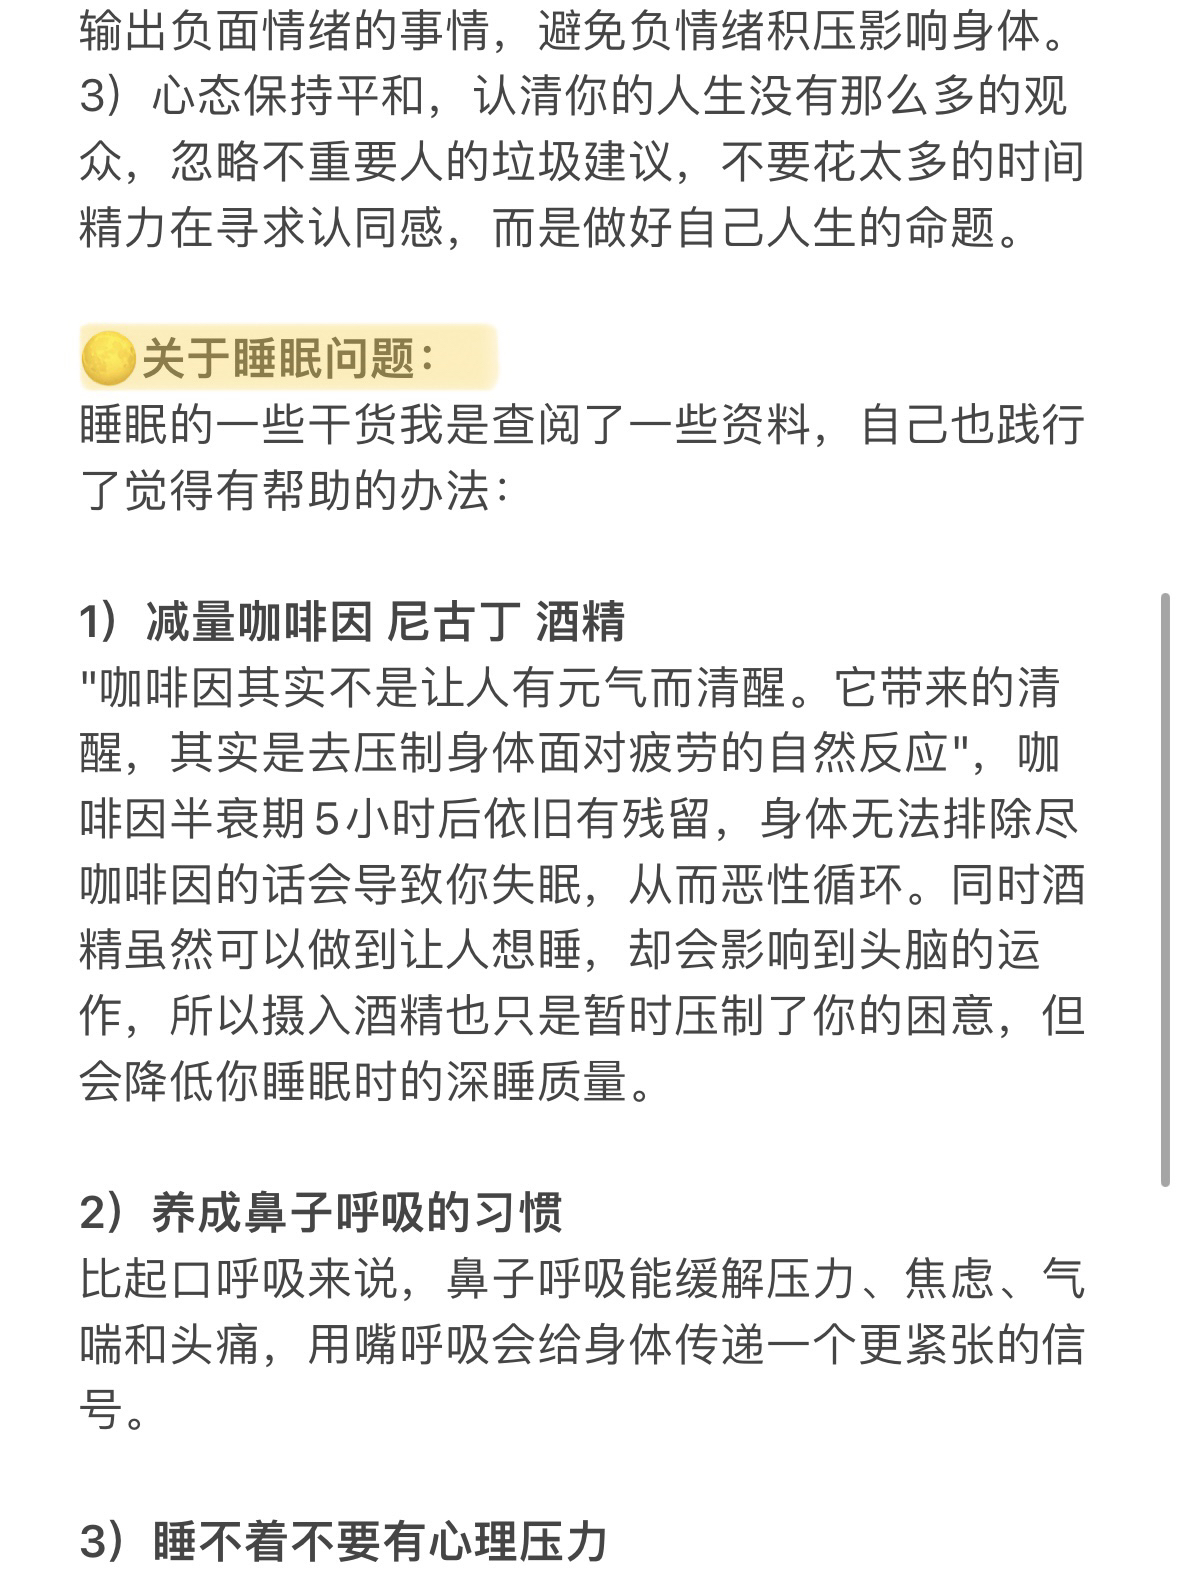 输出负面情绪的事情，避免负情绪积压影响身体。
3）心态保持平和，认清你的人生没有那么多的观
众，忽略不重要人的垃圾建议，不要花太多的时间
精力在寻求认同感，而是做好自己人生的命题。
🌕关于睡眠问题：
睡眠的一些干货我是查阅了一些资料，自己也践行
了觉得有帮助的办法：
1）减量咖啡因 尼古丁 酒精
"咖啡因其实不是让人有元气而清醒。它带来的清
醒，其实是去压制身体面对疲劳的自然反应"，咖
啡因半衰期5小时后依旧有残留，身体无法排除尽
咖啡因的话会导致你失眠，从而恶性循环。同时酒
精虽然可以做到让人想睡，却会影响到头脑的运
作，所以摄入酒精也只是暂时压制了你的困意，但
会降低你睡眠时的深睡质量。
2）养成鼻子呼吸的习惯
比起口呼吸来说，鼻子呼吸能缓解压力、焦虑、气
喘和头痛，用嘴呼吸会给身体传递一个更紧张的信
号。
3）睡不着不要有心理压力